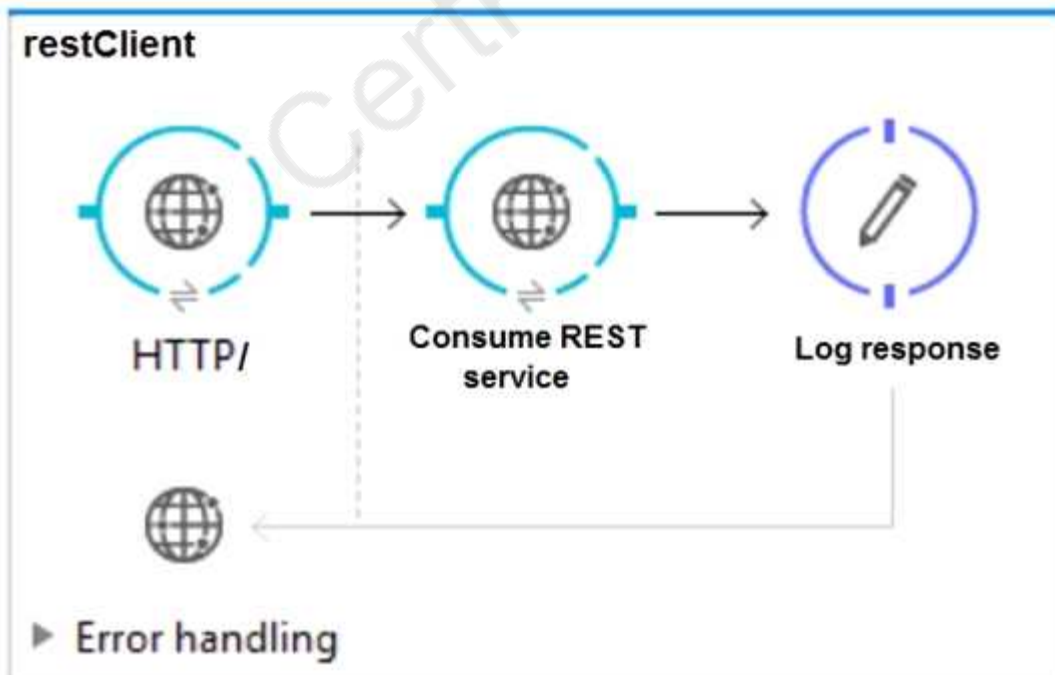 restClient
HTTP/
Consume REST
service
Log response
Error handling